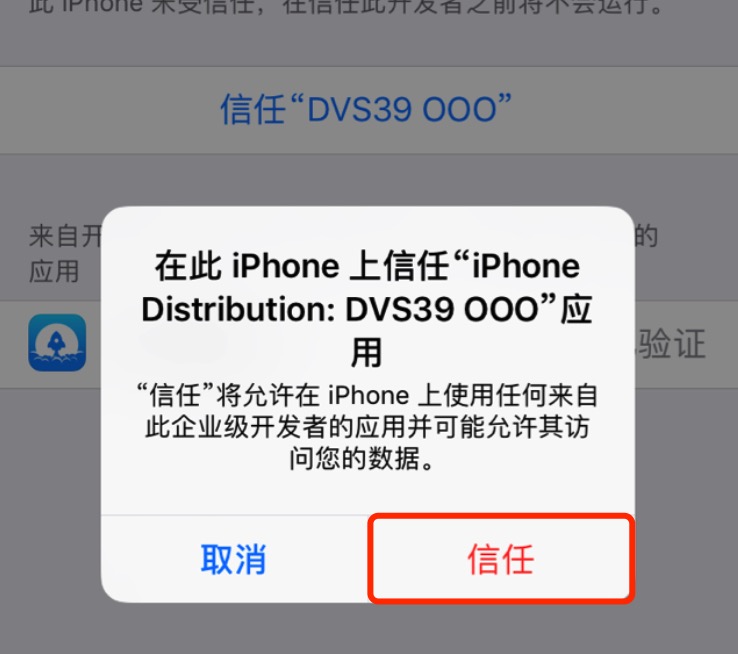 此 iPhone 未受信任，在信任此开发者之前将不会运行。
信任“DVS39 OOO”
来自开
的
应用
在此 iPhone 上信任“iPhone
Distribution: DVS39 OOO”应
用
“信任”将允许在 iPhone 上使用任何来自
此企业级开发者的应用并可能允许其访
问您的数据。
验证
取消
信任